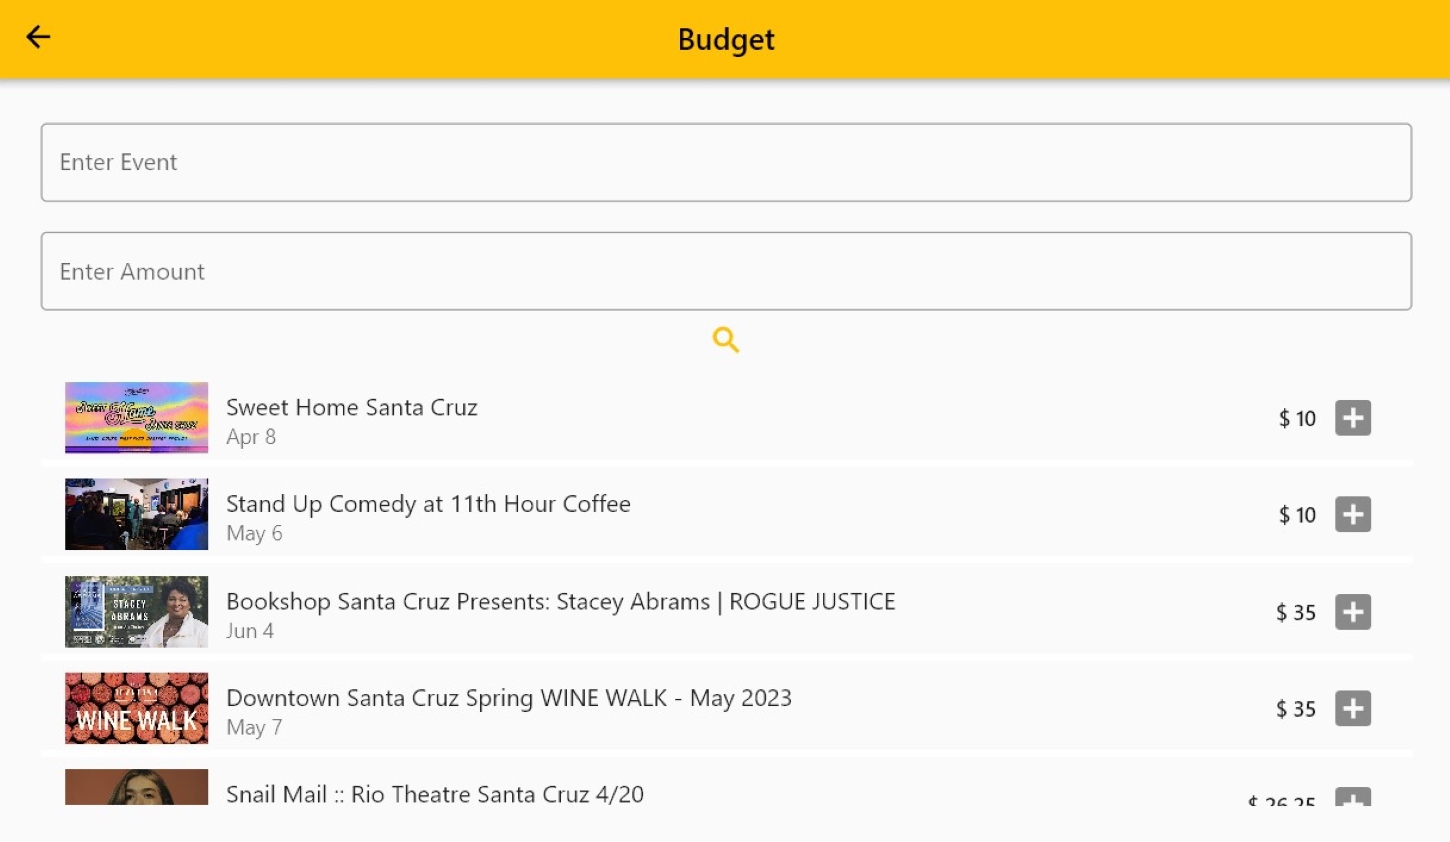 Budget
Enter Event
Enter Amount
Sweet Home Santa Cruz
Apr 8
$ 10
Stand Up Comedy at 11th Hour Coffee
May 6
$ 10
STACEY
ABRAMS
Bookshop Santa Cruz Presents: Stacey Abrams | ROGUE JUSTICE
Jun 4
$ 35
WINE WALK
Downtown Santa Cruz Spring WINE WALK - May 2023
May 7
$ 35
Snail Mail :: Rio Theatre Santa Cruz 4/20
$ 26.25